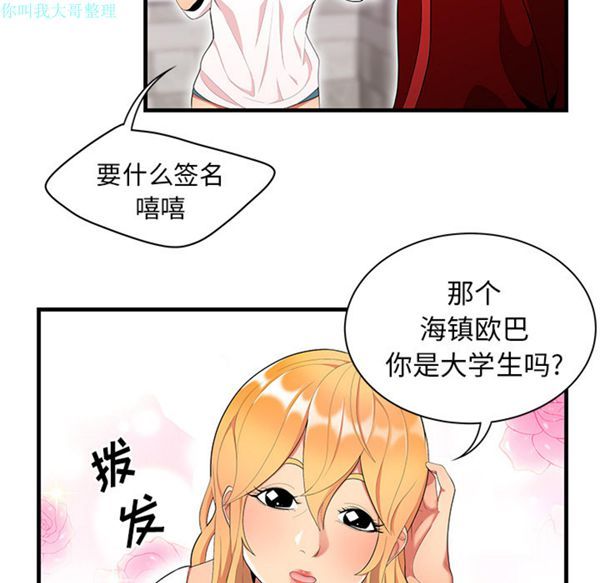 你叫我大哥整理
要什么签名
嘻嘻
那个
海镇欧巴
你是大学生吗?
拨
发